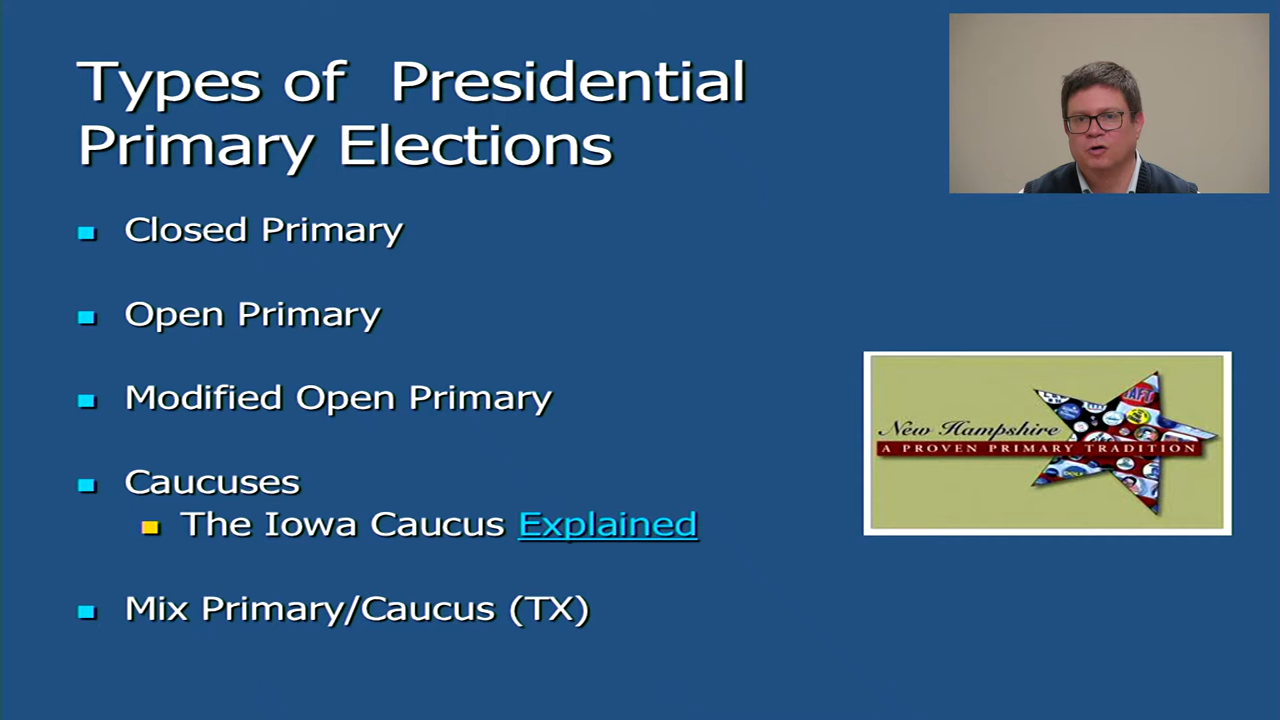 Types of Presidential
Primary Elections
Closed Primary
Open Primary
Modified Open Primary
Caucuses
The Iowa Caucus Explained
Mix Primary/Caucus (TX)
New Hampshire
A PROVEN PRIMARY TRADITION
TAFT